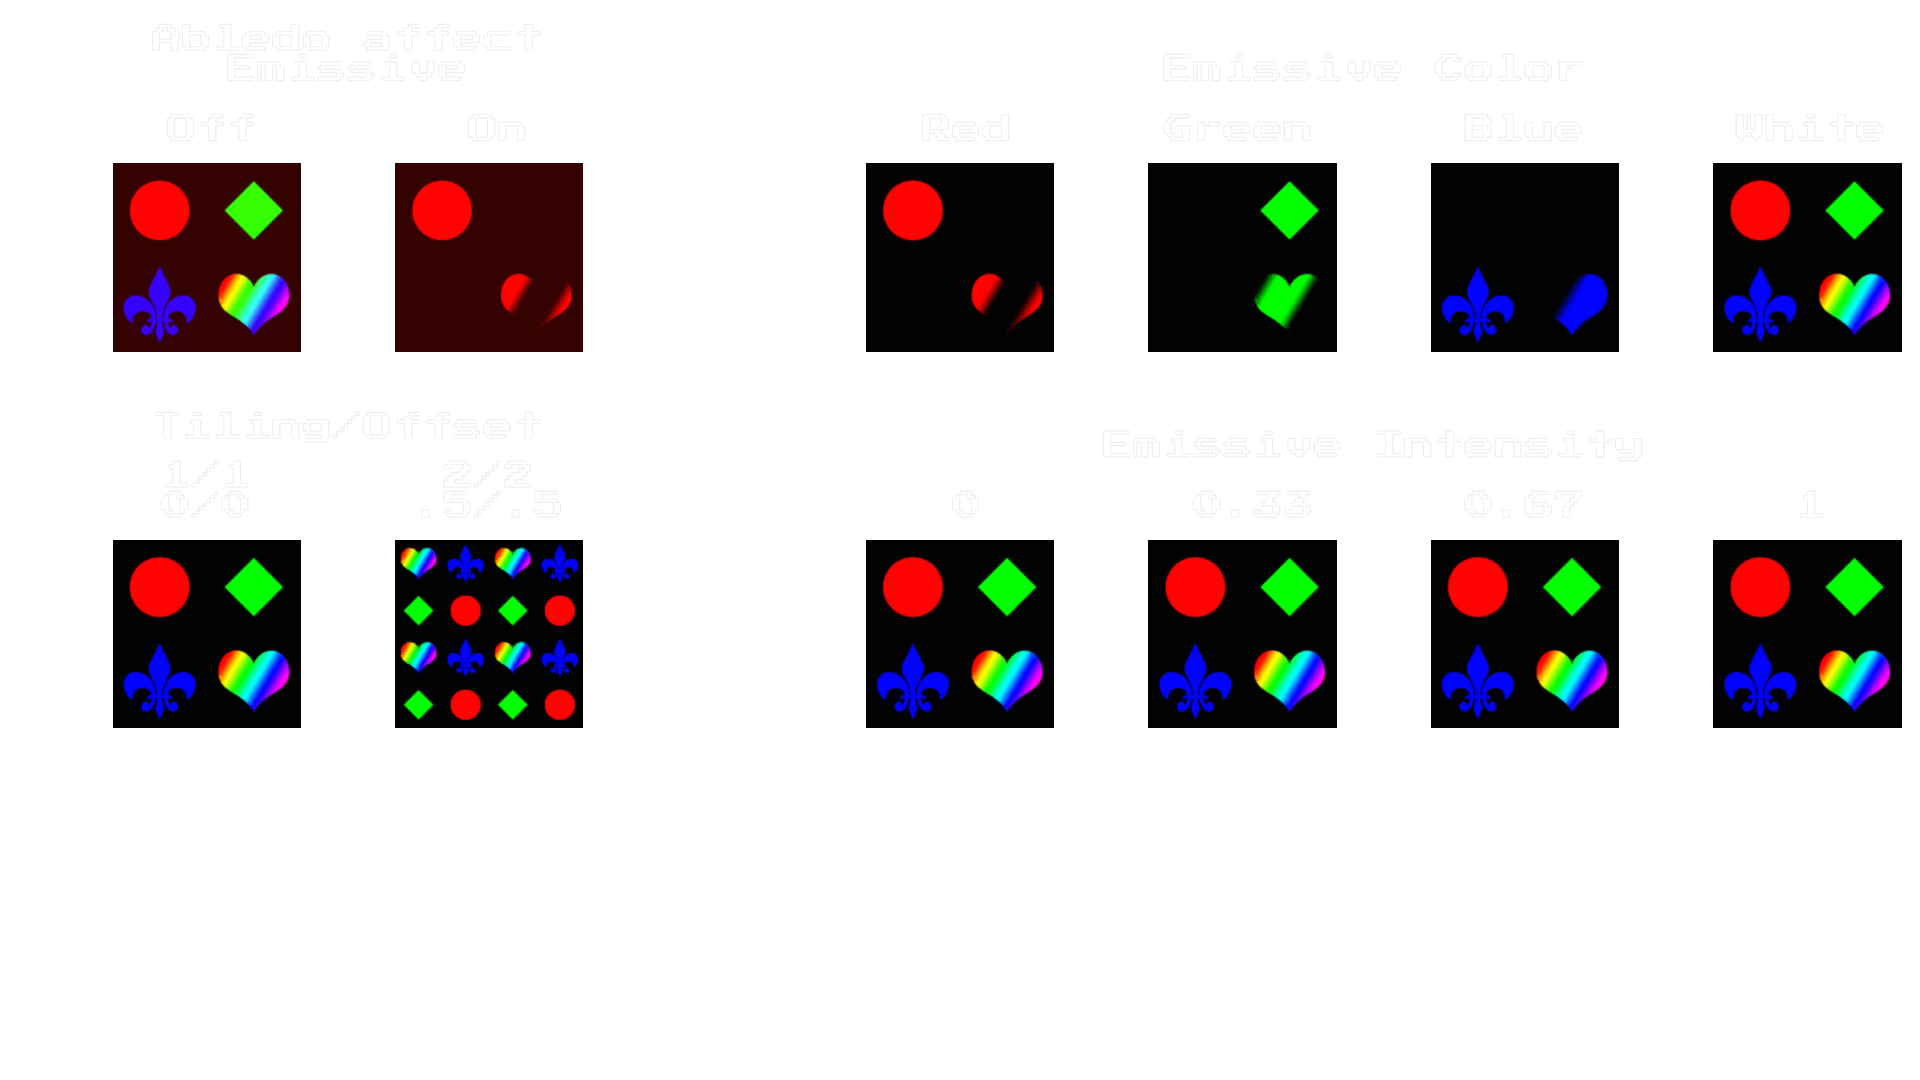 Abledo affect
Emissive
Off On
Emissive Color
Red Green Blue White
Tiling/Offset
1/1 2/2
0/0 .5/.5
Emissive Intensity
0 0.33 0.67 1